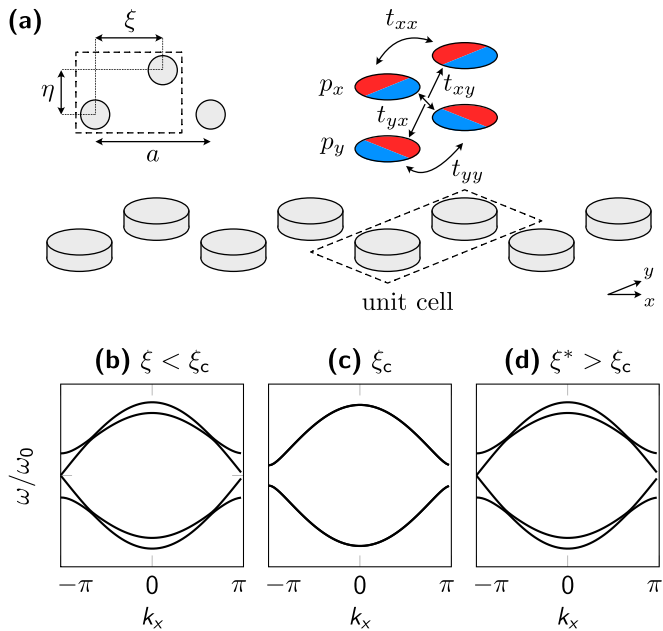 (a)
ξ
η
a
t_xx
p_x
t_xy
t_yx
p_y
t_yy
unit cell
y
x
(b) ξ < ξ_c
(c) ξ_c
(d) ξ* > ξ_c
ω/ω_0
−π 0 π
−π 0 π
−π 0 π
k_x
k_x
k_x